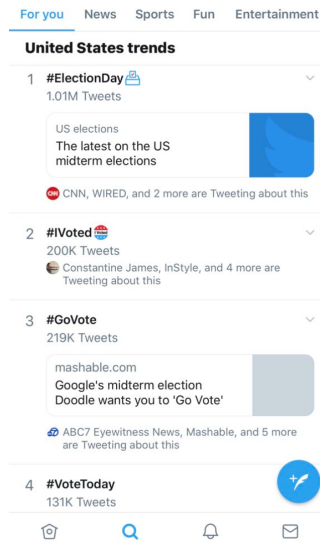 For you News Sports Fun Entertainment
United States trends
1 #ElectionDay
1.01M Tweets
US elections
The latest on the US
midterm elections
CNN CNN, WIRED, and 2 more are Tweeting about this
2 #IVoted
200K Tweets
Constantine James, InStyle, and 4 more are
Tweeting about this
3 #GoVote
219K Tweets
mashable.com
Google's midterm election
Doodle wants you to 'Go Vote'
ABC7 Eyewitness News, Mashable, and 5 more
are Tweeting about this
4 #VoteToday
131K Tweets